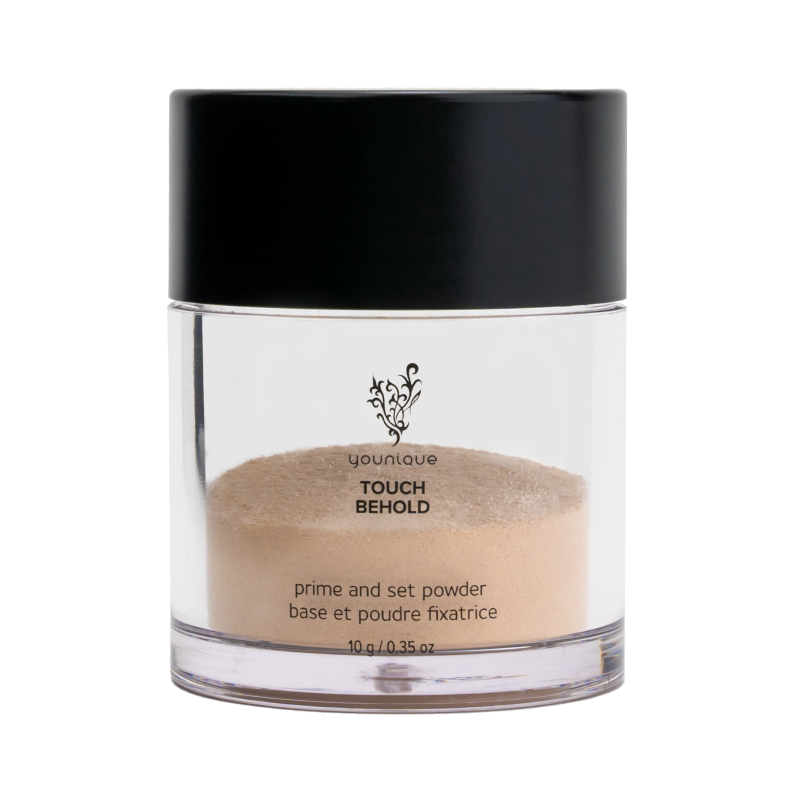 younique
TOUCH
BEHOLD
prime and set powder
base et poudre fixatrice
10 g / 0.35 oz